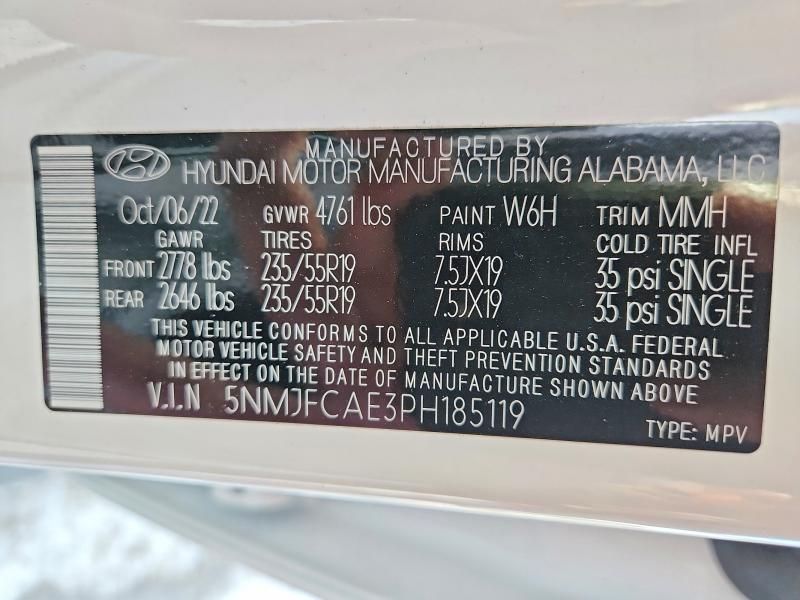 MANUFACTURED BY
HYUNDAI MOTOR MANUFACTURING ALABAMA, LLC
Oct/06/22 GVWR 4761 lbs PAINT W6H TRIM MMH
GAWR TIRES RIMS COLD TIRE INFL
FRONT 2778 lbs 235/55R19 7.5JX19 35 psi SINGLE
REAR 2646 lbs 235/55R19 7.5JX19 35 psi SINGLE
THIS VEHICLE CONFORMS TO ALL APPLICABLE U.S.A. FEDERAL
MOTOR VEHICLE SAFETY AND THEFT PREVENTION STANDARDS
IN EFFECT ON THE DATE OF MANUFACTURE SHOWN ABOVE
V.I.N 5NMJFCAE3PH185119
TYPE: MPV